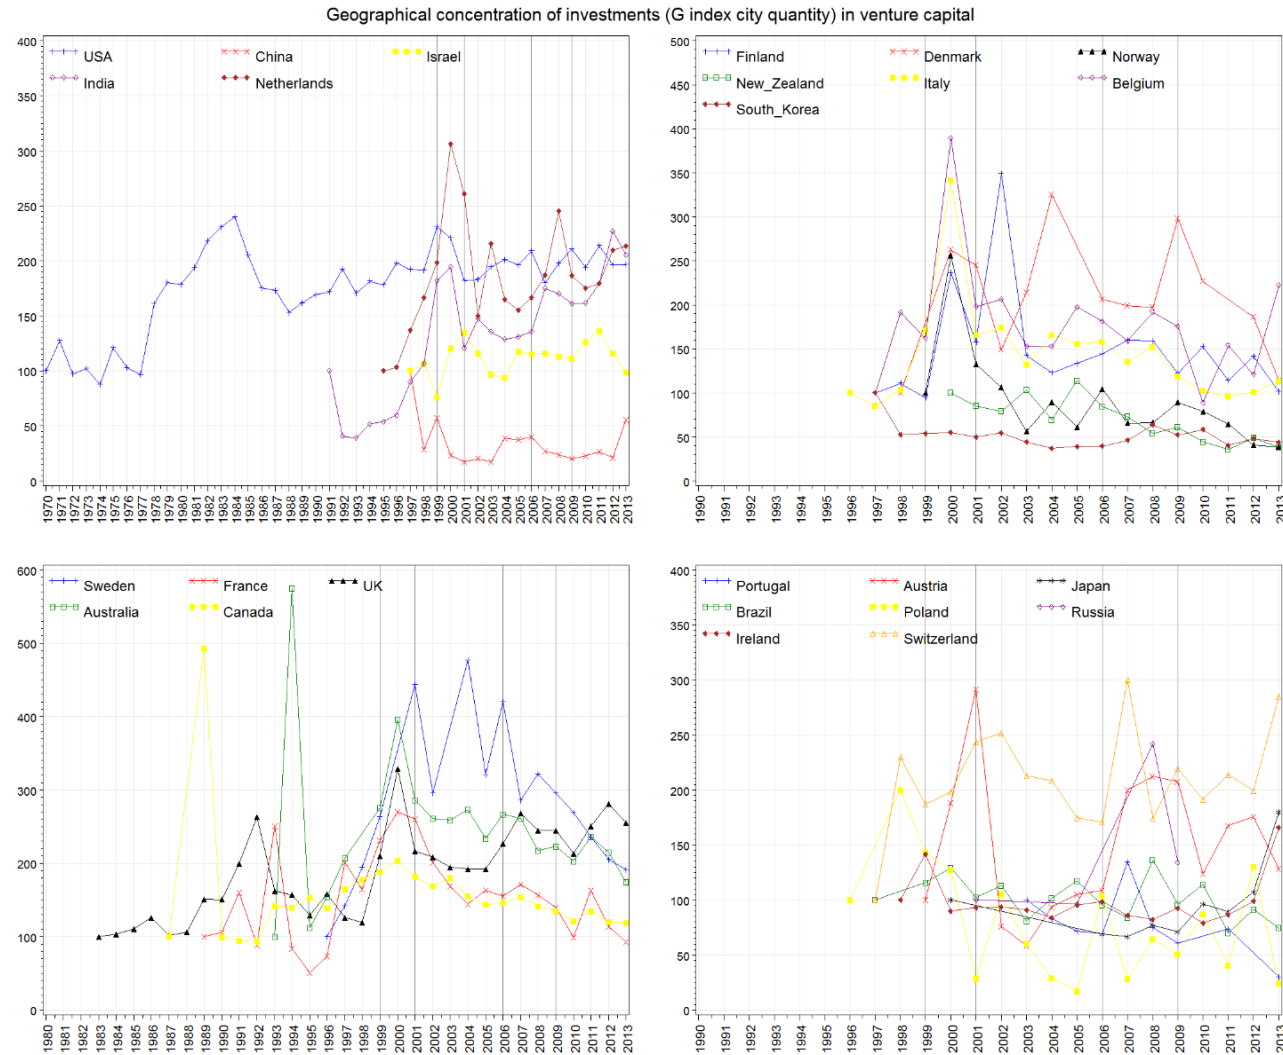 Geographical concentration of investments (G index city quantity) in venture capital
400
350
300
250
200
150
100
50
0
USA China Israel
India Netherlands
1970 1971 1972 1973 1974 1975 1976 1977 1978 1979 1980 1981 1982 1983 1984 1985 1986 1987 1988 1989 1990 1991 1992 1993 1994 1995 1996 1997 1998 1999 2000 2001 2002 2003 2004 2005 2006 2007 2008 2009 2010 2011 2012 2013
500
450
400
350
300
250
200
150
100
50
0
Finland Denmark Norway
New_Zealand Italy Belgium
South_Korea
1990 1991 1992 1993 1994 1995 1996 1997 1998 1999 2000 2001 2002 2003 2004 2005 2006 2007 2008 2009 2010 2011 2012 2013
600
500
400
300
200
100
0
Sweden France UK
Australia Canada
1980 1981 1982 1983 1984 1985 1986 1987 1988 1989 1990 1991 1992 1993 1994 1995 1996 1997 1998 1999 2000 2001 2002 2003 2004 2005 2006 2007 2008 2009 2010 2011 2012 2013
400
350
300
250
200
150
100
50
0
Portugal Austria Japan
Brazil Poland Russia
Ireland Switzerland
1990 1991 1992 1993 1994 1995 1996 1997 1998 1999 2000 2001 2002 2003 2004 2005 2006 2007 2008 2009 2010 2011 2012 2013